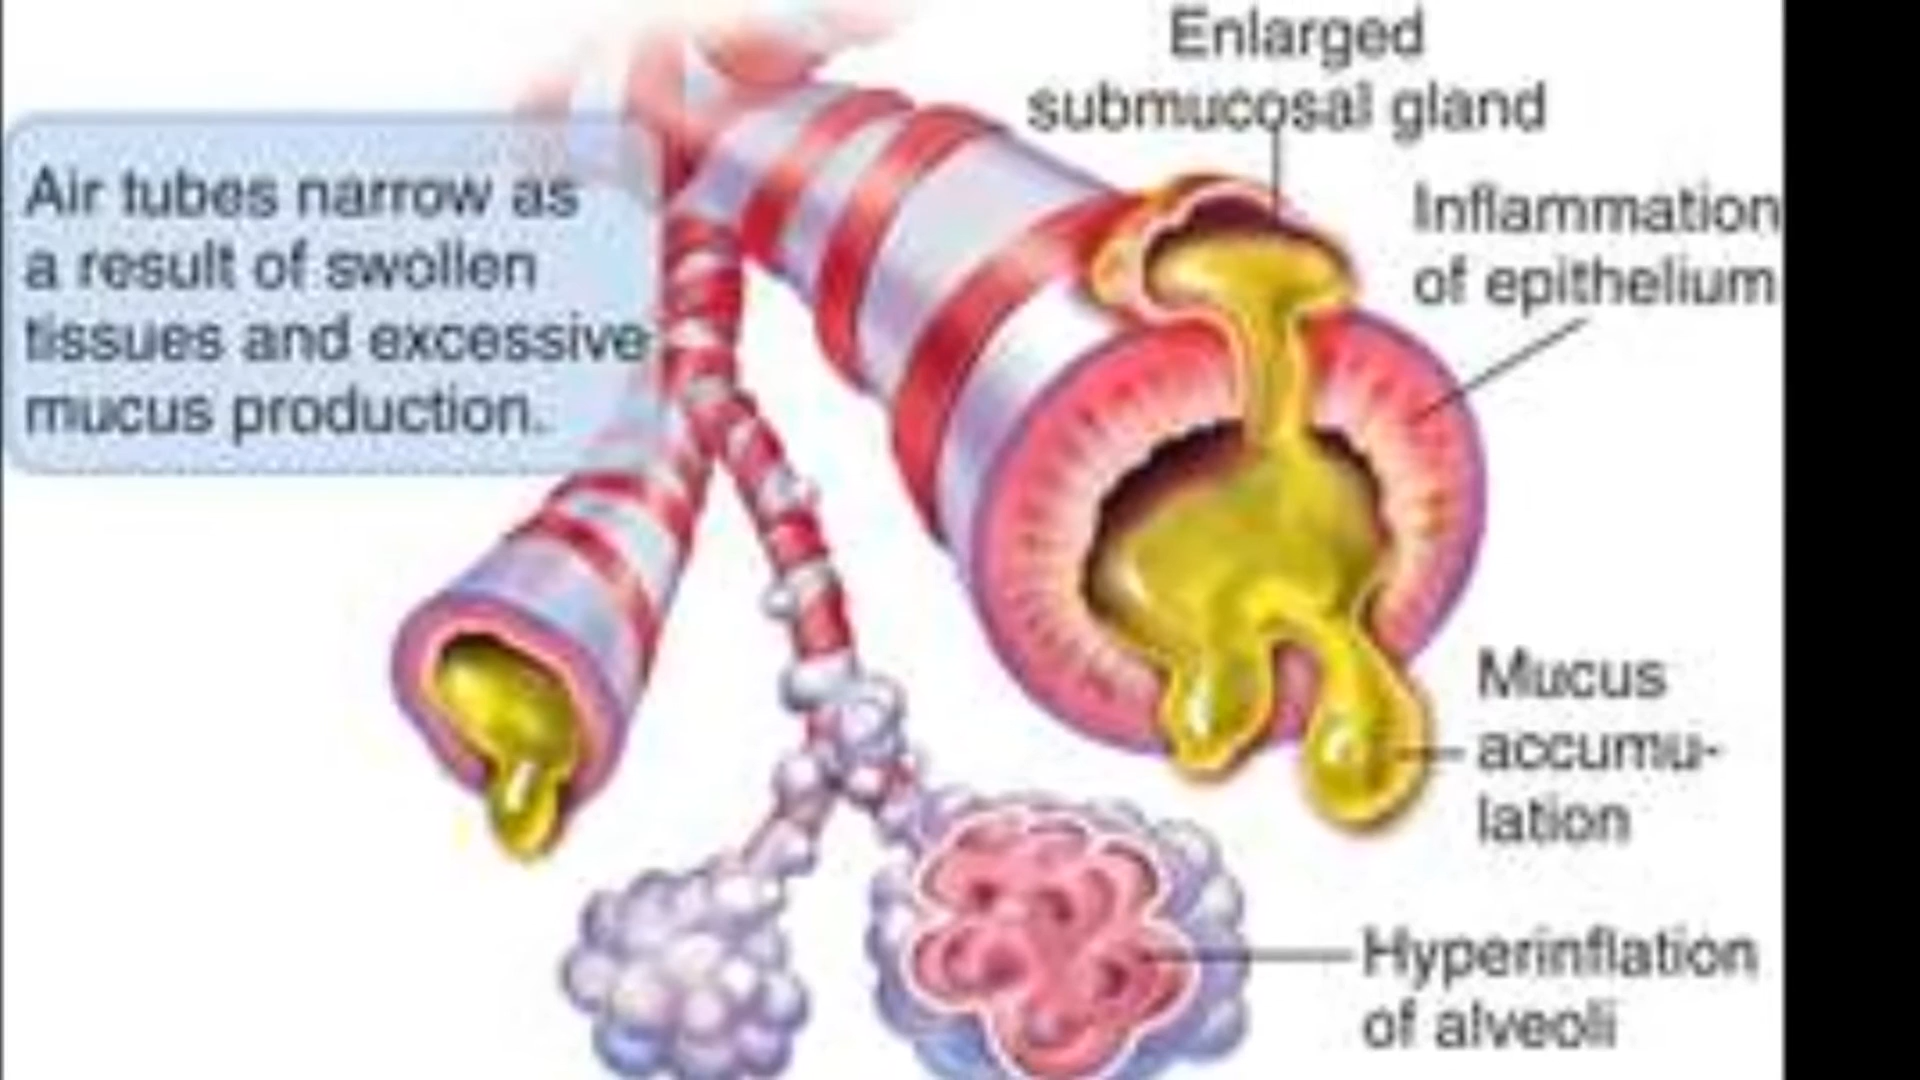 Enlarged
submucosal gland
Air tubes narrow as
a result of swollen
tissues and excessive
mucus production.
Inflammation
of epithelium
Mucus
accumu-
lation
Hyperinflation
of alveoli